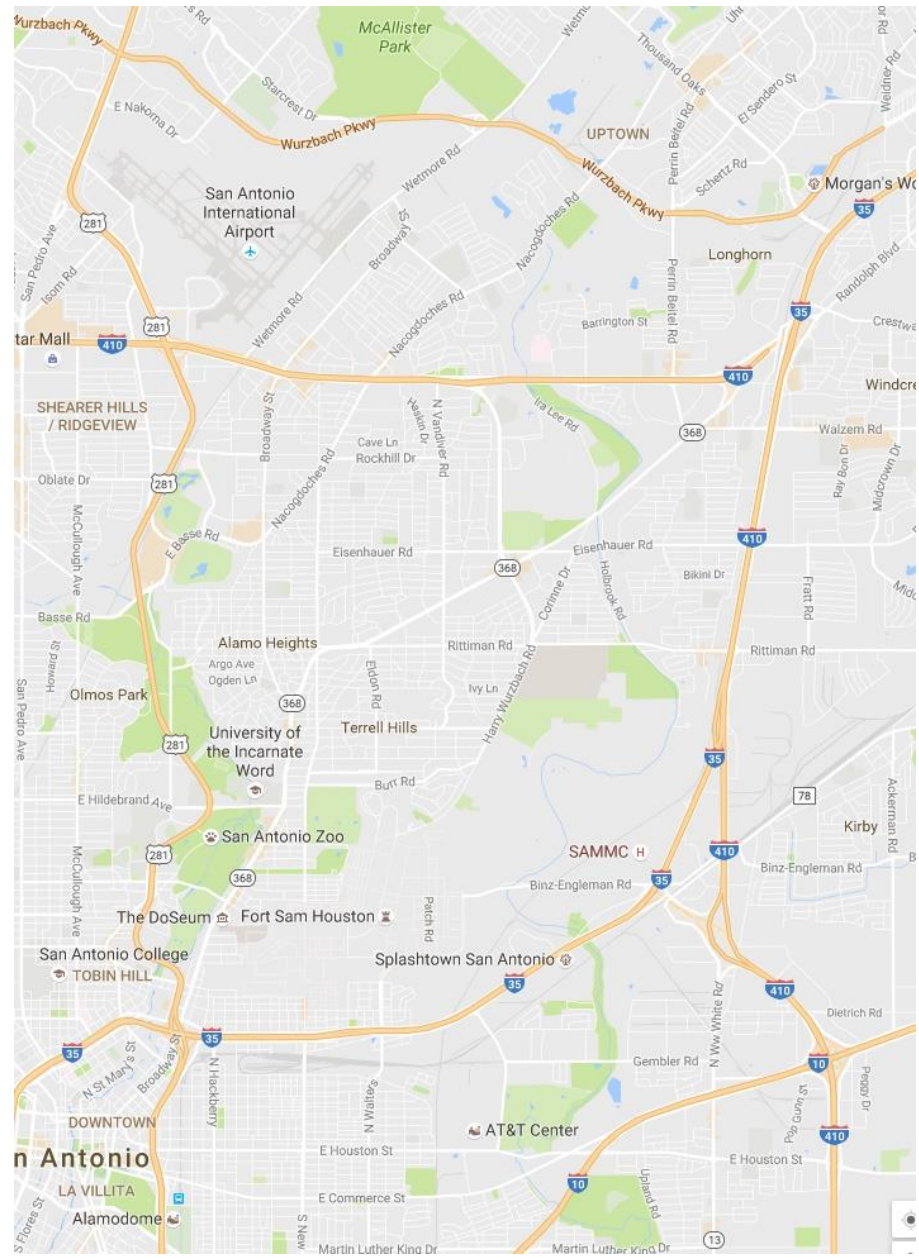 Wurzbach Pkwy
McAllister
Park
Wetmo
Uhr
Thousand Oaks
El Sendero St
Weidner Rd
Starcrest Dr
E Nakoma Dr
Wurzbach Pkwy
UPTOWN
Perrin Beitel Rd
Wetmore Rd
Schertz Rd
Wurzbach Pkwy
Morgan's Wo
San Antonio
International
Airport
Broadway St
Nacogdoches Rd
35
281
San Pedro Ave
Isom Rd
Longhorn
Randolph Blvd
Perrin Beitel Rd
Wetmore Rd
Nacogdoches Rd
35
281
Barrington St
Crestwa
tar Mall
410
410
Windcre
SHEARER HILLS
/ RIDGEVIEW
Broadway St
Haskin Dr
N Vandiver Rd
Ira Lee Rd
368
Walzem Rd
Cave Ln
Rockhill Dr
Ray Bon Dr
Midcrown Dr
Oblate Dr
281
Nacogdoches Rd
McCullough Ave
E Basse Rd
410
Eisenhauer Rd
Eisenhauer Rd
368
Corinne Dr
Holbrook Rd
Bikini Dr
Fratt Rd
Midc
Basse Rd
Howard St
Alamo Heights
Rittiman Rd
Rittiman Rd
Argo Ave
Ogden Ln
Eldon Rd
Ivy Ln
Harry Wurzbach Rd
San Pedro Ave
Olmos Park
368
Terrell Hills
University of
the Incarnate
Word
281
35
Burr Rd
78
E Hildebrand Ave
Ackerman Rd
San Antonio Zoo
Kirby
281
SAMMC H
410
McCullough Ave
368
35
Binz-Engleman Rd
Binz-Engleman Rd
B
The DoSeum
Fort Sam Houston
Patch Rd
San Antonio College
TOBIN HILL
Splashtown San Antonio
35
410
N Ww White Rd
Dietrich Rd
35
35
N St Mary's St
Broadway St
N Hackberry
N Walters
Gembler Rd
10
Peggy Dr
Pop Gunn St
DOWNTOWN
AT&T Center
410
n Antonio
E Houston St
E Houston St
LA VILLITA
10
Upland Rd
E Commerce St
Alamodome
S Flores St
S New
13
Martin Luther King Dr
Martin Luther King Dr